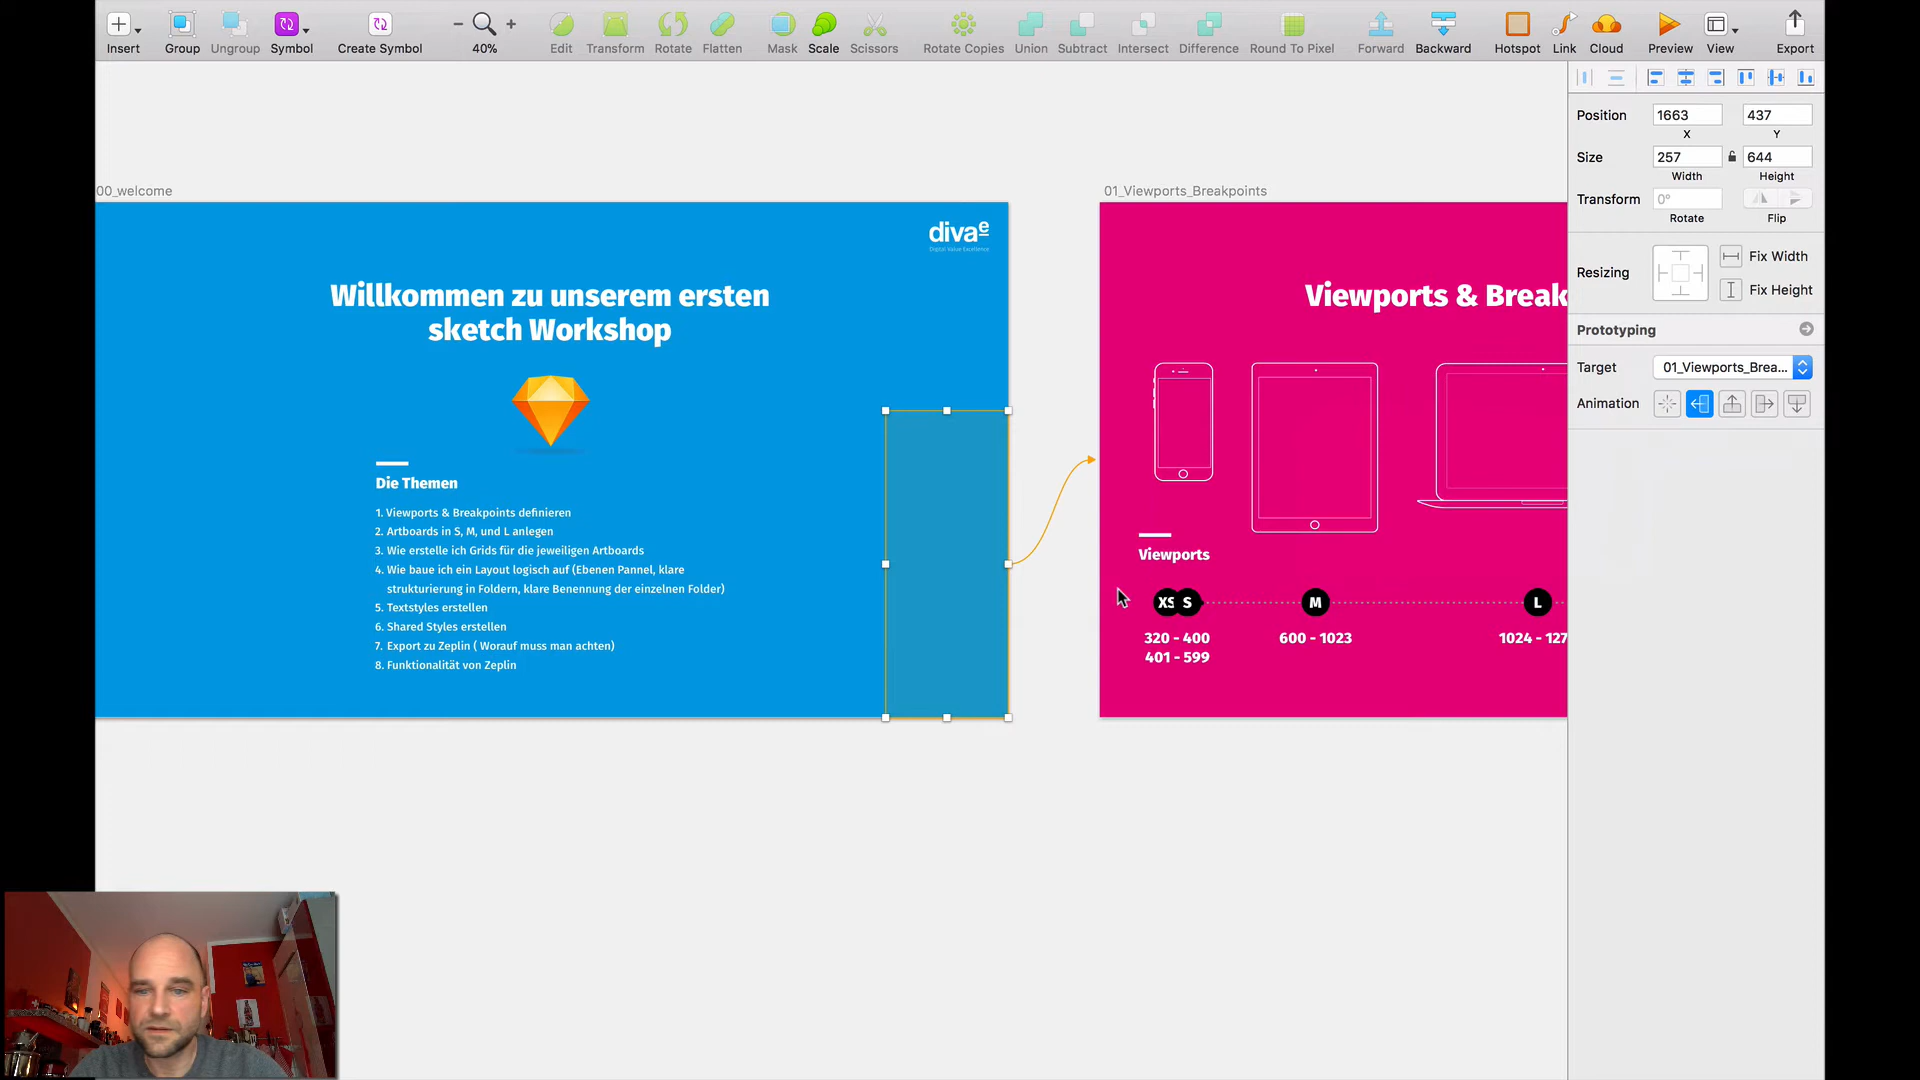 Insert
Group
Ungroup
Symbol
Create Symbol
40%
Edit
Transform
Rotate
Flatten
Mask
Scale
Scissors
Rotate Copies
Union
Subtract
Intersect
Difference
Round To Pixel
Forward
Backward
Hotspot
Link
Cloud
Preview
View
Export
00_welcome
divae
Digital Value Excellence
Willkommen zu unserem ersten
sketch Workshop
Die Themen
1. Viewports & Breakpoints definieren
2. Artboards in S, M, und L anlegen
3. Wie erstelle ich Grids für die jeweiligen Artboards
4. Wie baue ich ein Layout logisch auf (Ebenen Pannel, klare
strukturierung in Foldern, klare Benennung der einzelnen Folder)
5. Textstyles erstellen
6. Shared Styles erstellen
7. Export zu Zeplin ( Worauf muss man achten)
8. Funktionalität von Zeplin
01_Viewports_Breakpoints
Viewports & Break
Viewports
XS S M L
320 - 400 600 - 1023 1024 - 127
401 - 599
Position 1663 437
X Y
Size 257 644
Width Height
Transform 0°
Rotate Flip
Resizing
Fix Width
Fix Height
Prototyping
Target 01_Viewports_Brea...
Animation